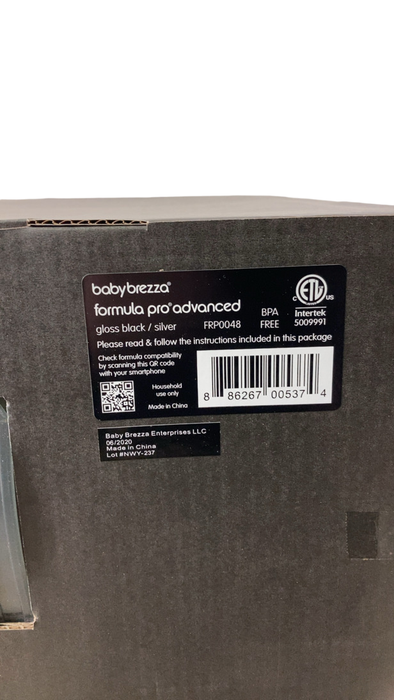 babybrezza®
formula pro® advanced
gloss black / silver FRP0048 BPA FREE
c ETL us
Intertek
5009991
Please read & follow the instructions included in this package
Check formula compatibility
by scanning this QR code
with your smartphone
Household
use only
Made in China
8 86267 00537 4
Baby Brezza Enterprises LLC
06/2020
Made in China
Lot #NWY-237